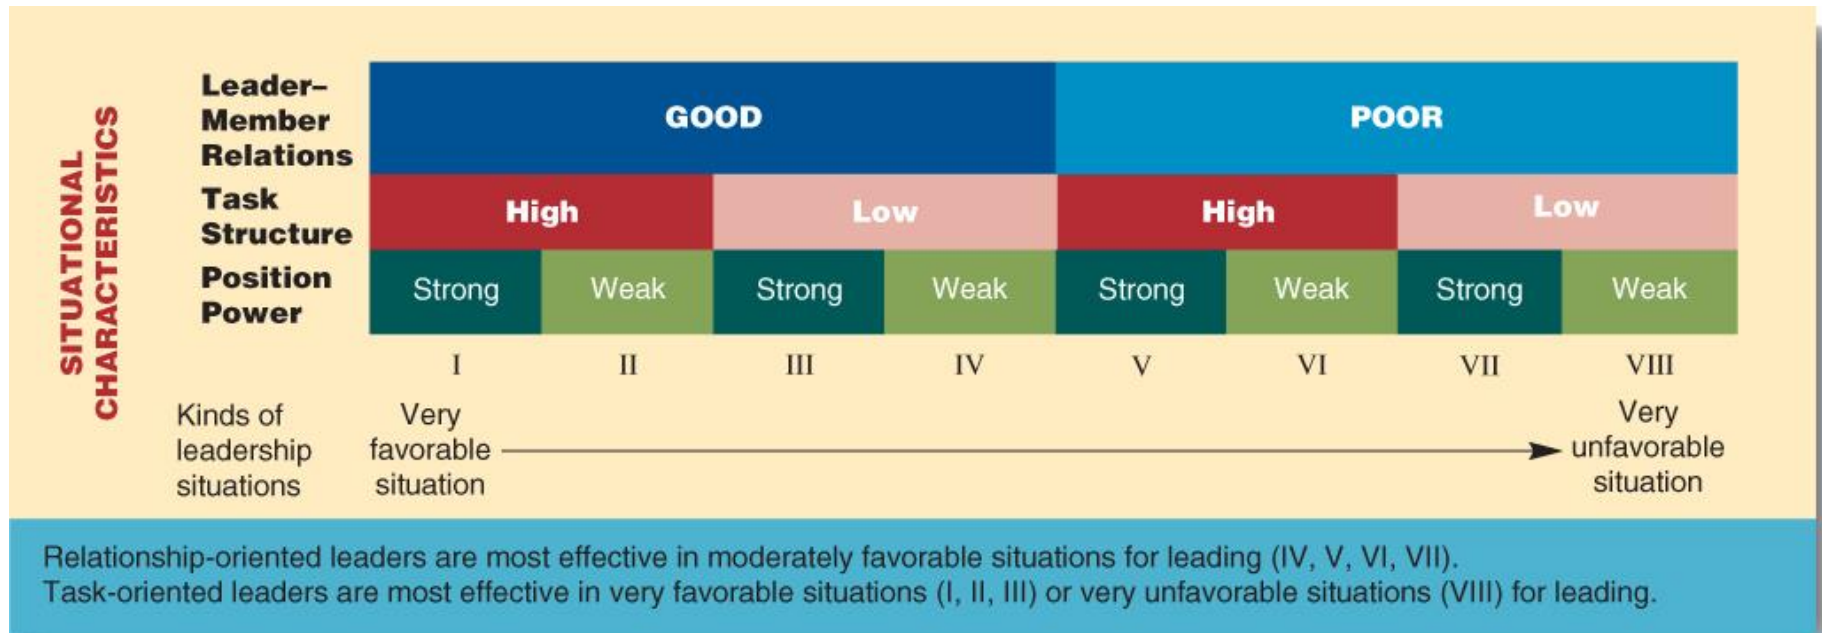 SITUATIONAL
CHARACTERISTICS
Leader–
Member
Relations
GOOD
POOR
Task
Structure
High
Low
High
Low
Position
Power
Strong
Weak
Strong
Weak
Strong
Weak
Strong
Weak
I
II
III
IV
V
VI
VII
VIII
Kinds of
leadership
situations
Very
favorable
situation
Very
unfavorable
situation
Relationship-oriented leaders are most effective in moderately favorable situations for leading (IV, V, VI, VII).
Task-oriented leaders are most effective in very favorable situations (I, II, III) or very unfavorable situations (VIII) for leading.